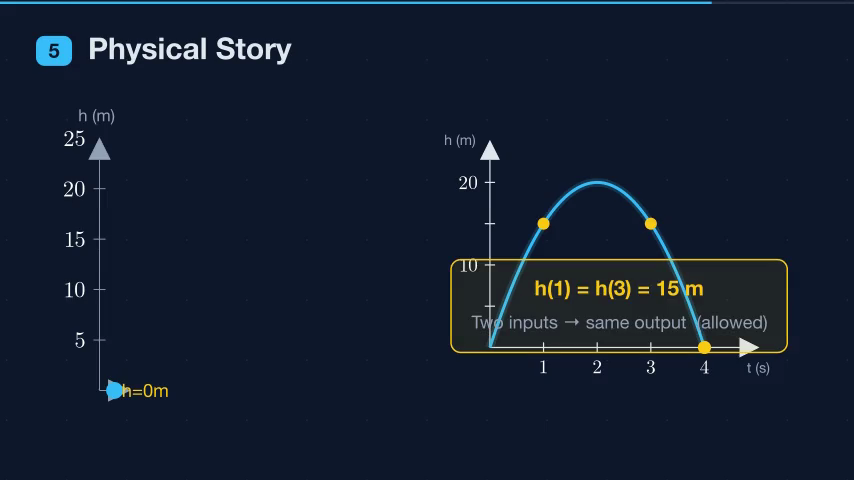 5 Physical Story
h (m)
25
20
15
10
5
h=0m
h (m)
20
10
h(1) = h(3) = 15 m
Two inputs → same output (allowed)
1 2 3 4 t (s)